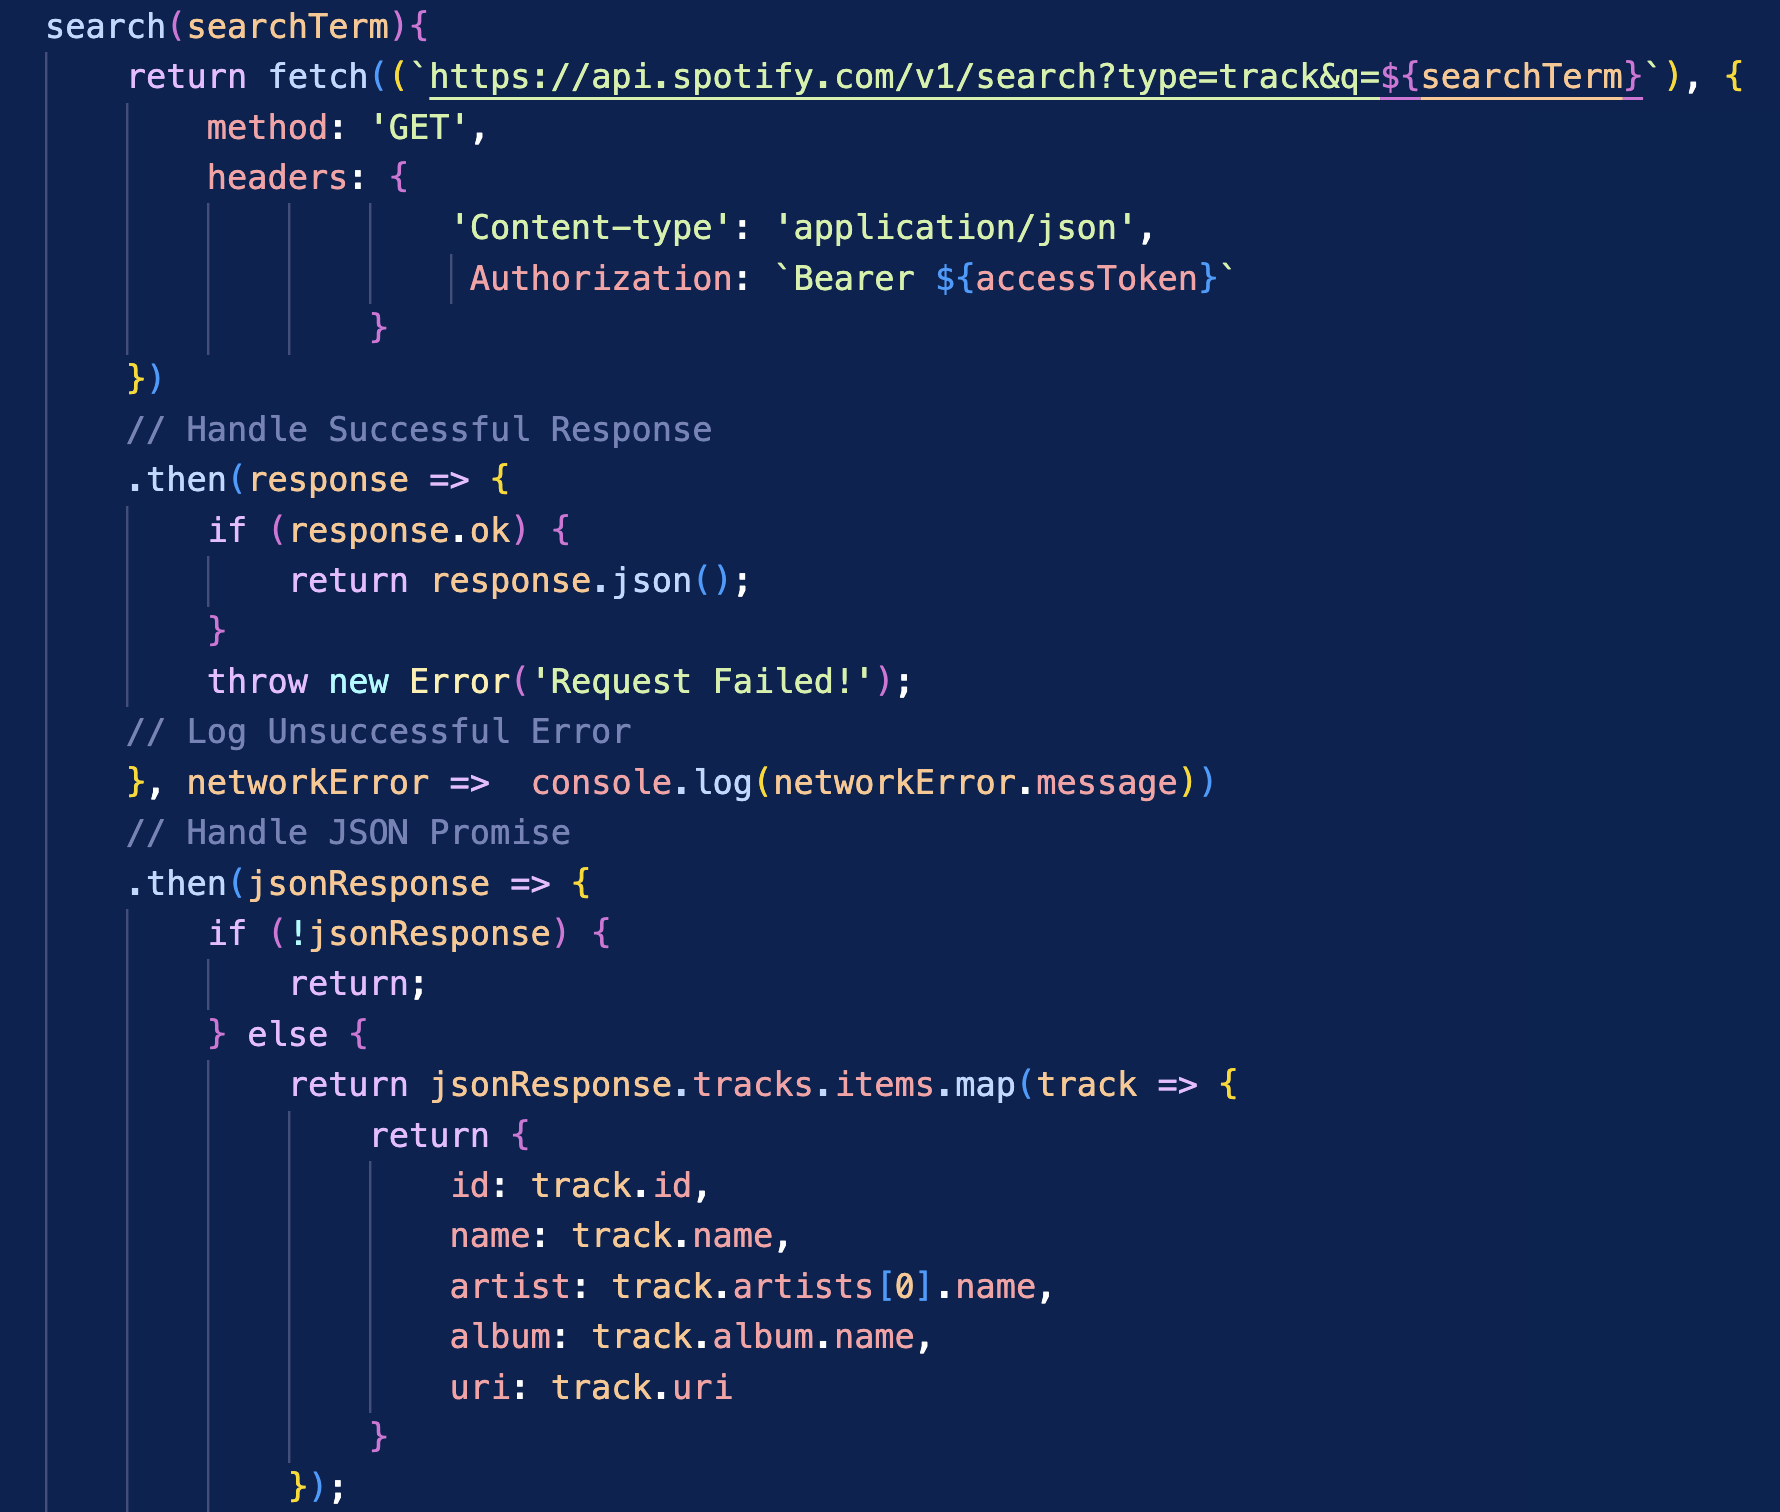 search(searchTerm){
return fetch((`https://api.spotify.com/v1/search?type=track&q=${searchTerm}`), {
method: 'GET',
headers: {
'Content-type': 'application/json',
Authorization: `Bearer ${accessToken}`
}
})
// Handle Successful Response
.then(response => {
if (response.ok) {
return response.json();
}
throw new Error('Request Failed!');
// Log Unsuccessful Error
}, networkError =>  console.log(networkError.message))
// Handle JSON Promise
.then(jsonResponse => {
if (!jsonResponse) {
return;
} else {
return jsonResponse.tracks.items.map(track => {
return {
id: track.id,
name: track.name,
artist: track.artists[0].name,
album: track.album.name,
uri: track.uri
}
});